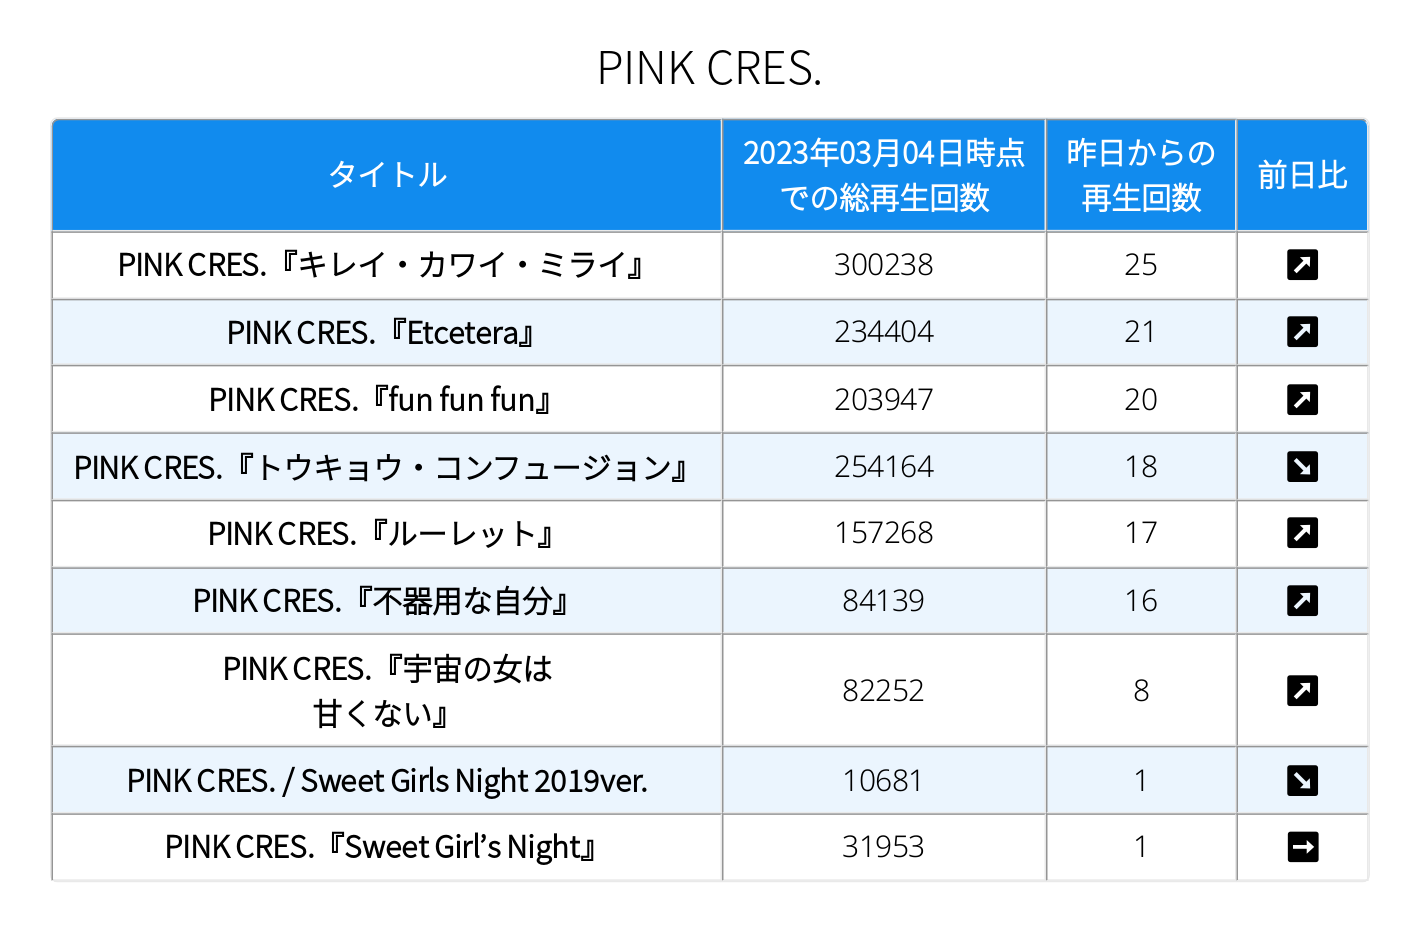 PINK CRES.
タイトル
2023年03月04日時点
での総再生回数
昨日からの
再生回数
前日比
PINK CRES.『キレイ・カワイ・ミライ』 300238 25 ↗
PINK CRES.『Etcetera』 234404 21 ↗
PINK CRES.『fun fun fun』 203947 20 ↗
PINK CRES.『トウキョウ・コンフュージョン』 254164 18 ↘
PINK CRES.『ルーレット』 157268 17 ↗
PINK CRES.『不器用な自分』 84139 16 ↗
PINK CRES.『宇宙の女は
甘くない』 82252 8 ↗
PINK CRES. / Sweet Girls Night 2019ver. 10681 1 ↘
PINK CRES.『Sweet Girl’s Night』 31953 1 →